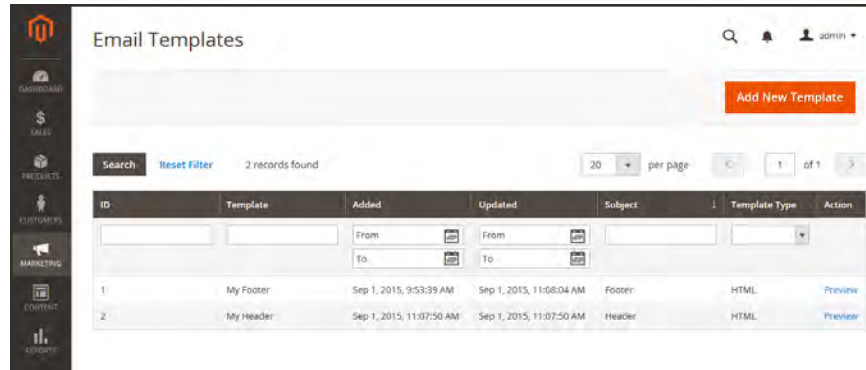 Email Templates
admin
DASHBOARD
Add New Template
$
SALES
Search Reset Filter 2 records found 20 per page < 1 of 1 >
PRODUCTS
ID Template Added Updated Subject ↓ Template Type Action
CUSTOMERS
From From
To To
MARKETING
1 My Footer Sep 1, 2015, 9:53:39 AM Sep 1, 2015, 11:08:04 AM Footer HTML Preview
CONTENT
2 My Header Sep 1, 2015, 11:07:50 AM Sep 1, 2015, 11:07:50 AM Header HTML Preview
REPORTS